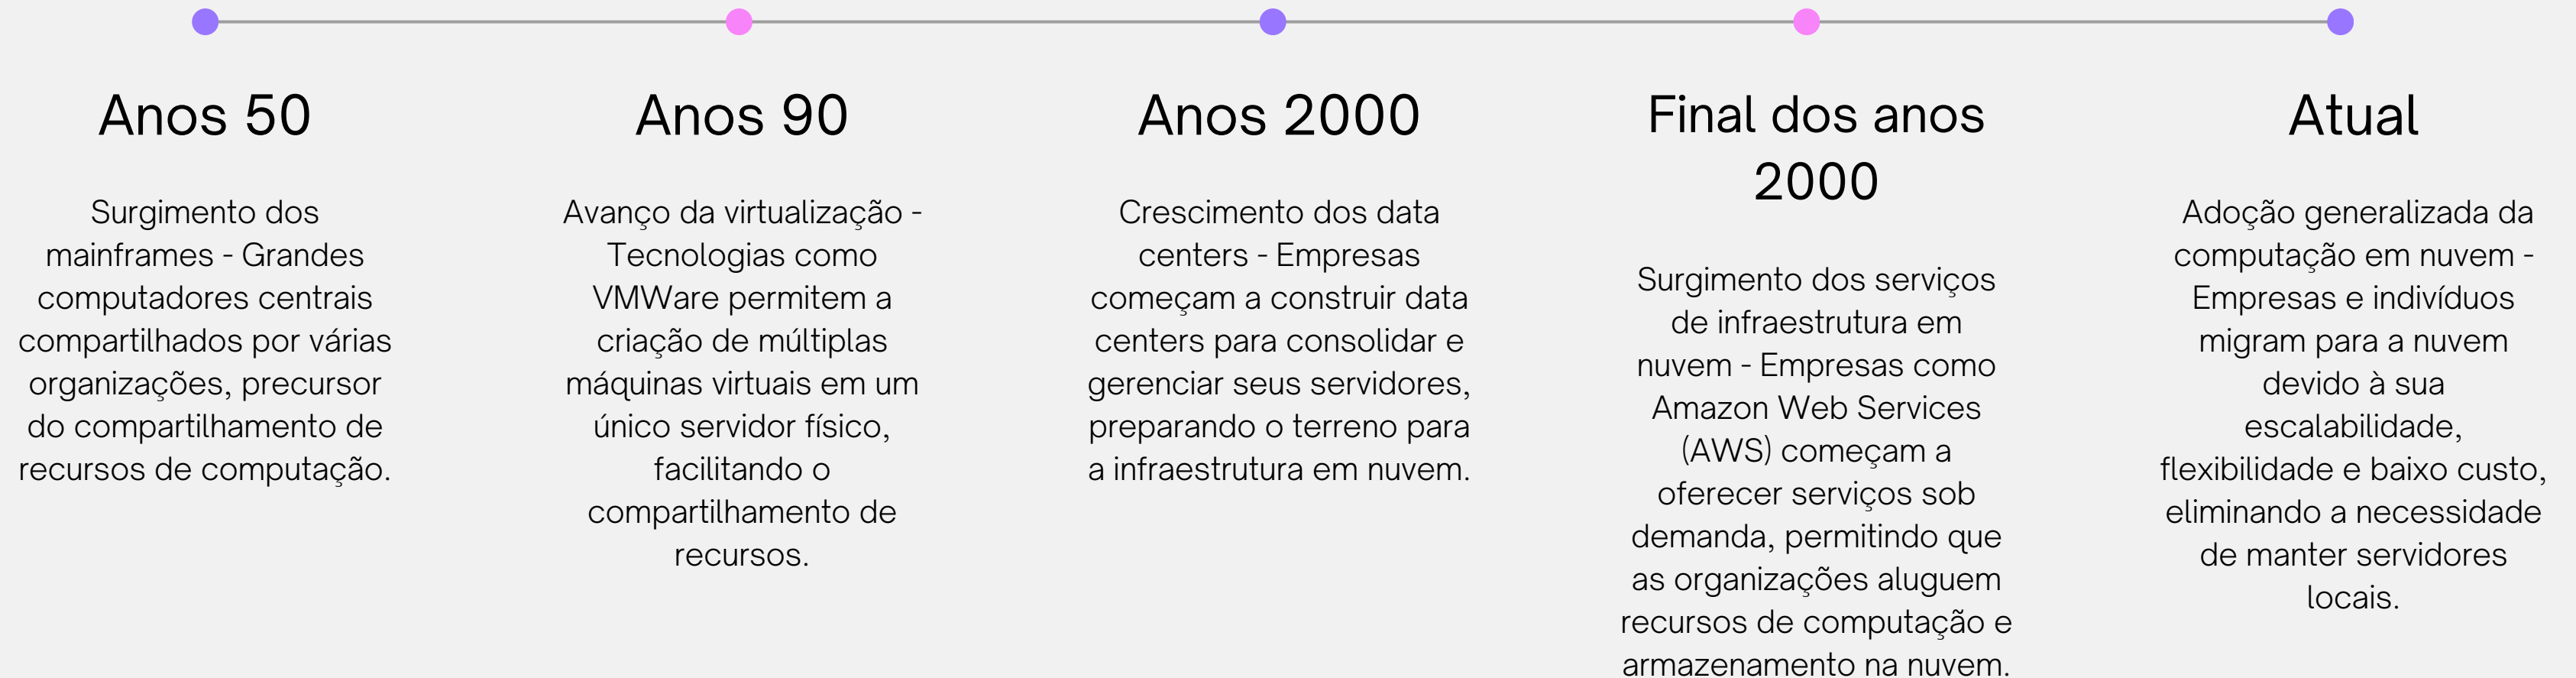 Anos 50
Surgimento dos
mainframes - Grandes
computadores centrais
compartilhados por várias
organizações, precursor
do compartilhamento de
recursos de computação.
Anos 90
Avanço da virtualização -
Tecnologias como
VMWare permitem a
criação de múltiplas
máquinas virtuais em um
único servidor físico,
facilitando o
compartilhamento de
recursos.
Anos 2000
Crescimento dos data
centers - Empresas
começam a construir data
centers para consolidar e
gerenciar seus servidores,
preparando o terreno para
a infraestrutura em nuvem.
Final dos anos
2000
Surgimento dos serviços
de infraestrutura em
nuvem - Empresas como
Amazon Web Services
(AWS) começam a
oferecer serviços sob
demanda, permitindo que
as organizações aluguem
recursos de computação e
armazenamento na nuvem.
Atual
Adoção generalizada da
computação em nuvem -
Empresas e indivíduos
migram para a nuvem
devido à sua
escalabilidade,
flexibilidade e baixo custo,
eliminando a necessidade
de manter servidores
locais.